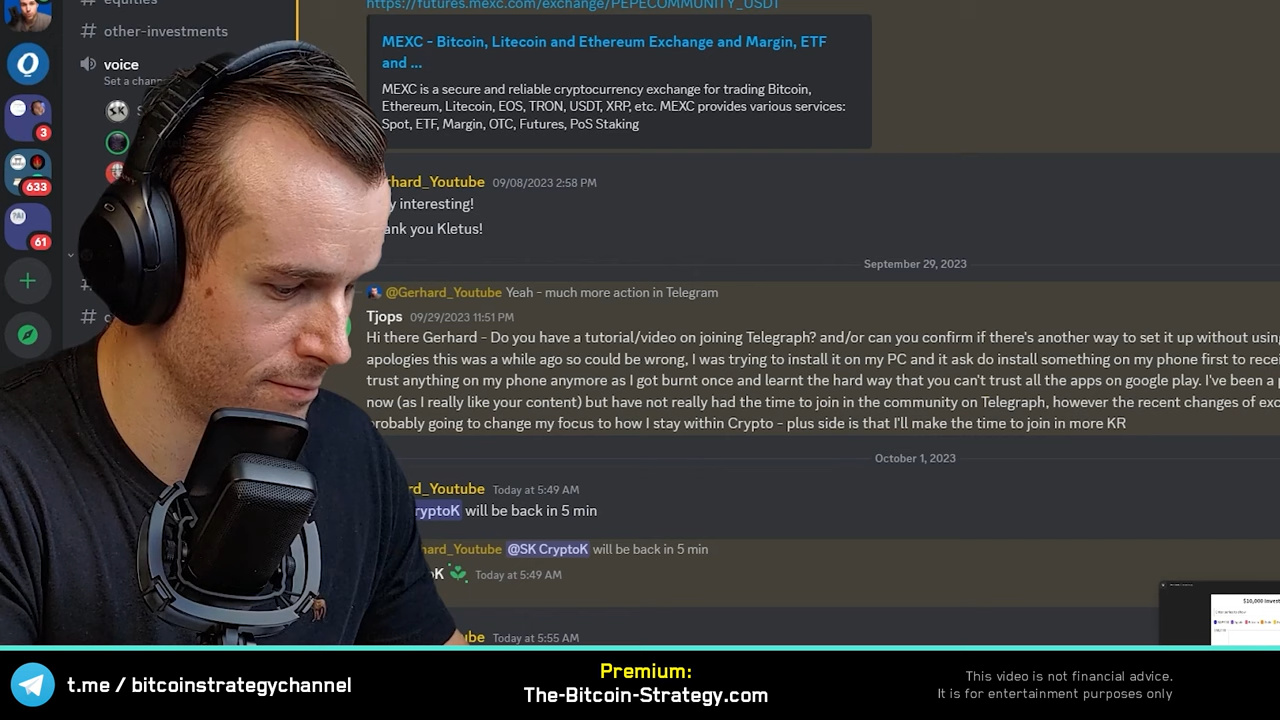 equities
https://futures.mexc.com/exchange/PEPECOMMUNITY_USDT
# other-investments
MEXC - Bitcoin, Litecoin and Ethereum Exchange and Margin, ETF
and ...
voice
Set a chann
MEXC is a secure and reliable cryptocurrency exchange for trading Bitcoin,
Ethereum, Litecoin, EOS, TRON, USDT, XRP, etc. MEXC provides various services:
Spot, ETF, Margin, OTC, Futures, PoS Staking
3
633
61
rhard_Youtube 09/08/2023 2:58 PM
y interesting!
ank you Kletus!
September 29, 2023
@Gerhard_Youtube Yeah - much more action in Telegram
Tjops 09/29/2023 11:51 PM
Hi there Gerhard - Do you have a tutorial/video on joining Telegraph? and/or can you confirm if there's another way to set it up without using
apologies this was a while ago so could be wrong, I was trying to install it on my PC and it ask do install something on my phone first to recei
trust anything on my phone anymore as I got burnt once and learnt the hard way that you can't trust all the apps on google play. I've been a p
now (as I really like your content) but have not really had the time to join in the community on Telegraph, however the recent changes of exc
probably going to change my focus to how I stay within Crypto - plus side is that I'll make the time to join in more KR
October 1, 2023
rd_Youtube Today at 5:49 AM
ryptoK will be back in 5 min
hard_Youtube @SK CryptoK will be back in 5 min
oK Today at 5:49 AM
ube Today at 5:55 AM
$10,000 Invest
t.me / bitcoinstrategychannel
Premium:
The-Bitcoin-Strategy.com
This video is not financial advice.
It is for entertainment purposes only